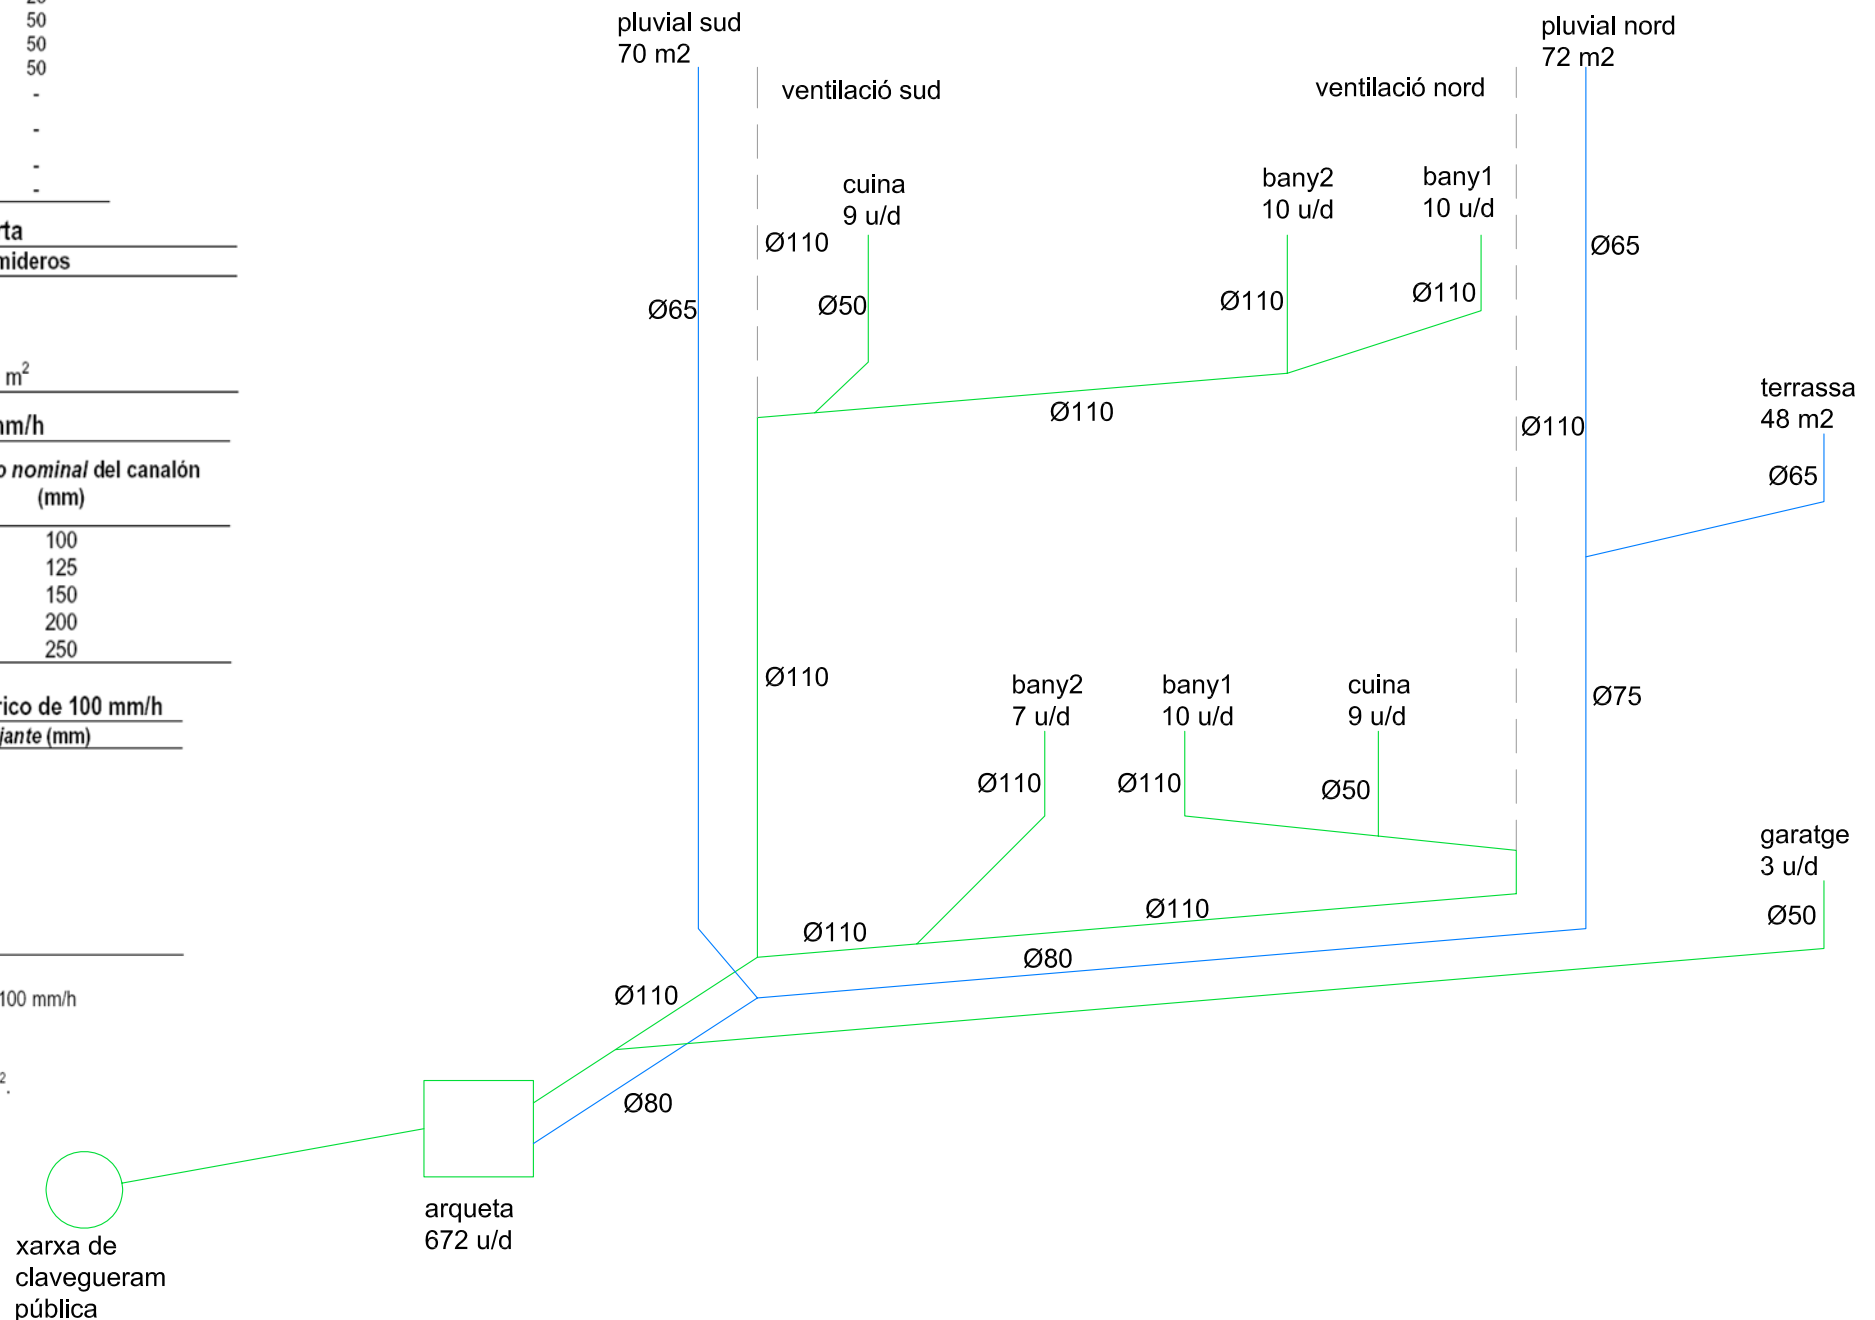 50
50
50
-
-
-
-
m²
(mm)
100
125
150
200
250
100 mm/h
pluvial sud
70 m2
ventilació sud
ventilació nord
pluvial nord
72 m2
cuina
9 u/d
bany2
10 u/d
bany1
10 u/d
Ø110
Ø65
Ø50
Ø65
Ø110
Ø110
Ø110
Ø110
terrassa
48 m2
Ø65
nominal del canalón
rico de 100 mm/h
jante (mm)
mideros
rta
mm/h
Ø110
bany2
7 u/d
bany1
10 u/d
cuina
9 u/d
Ø75
Ø110
Ø110
Ø50
garatge
3 u/d
Ø50
Ø110
Ø110
Ø80
Ø110
Ø80
arqueta
672 u/d
xarxa de
clavegueram
pública